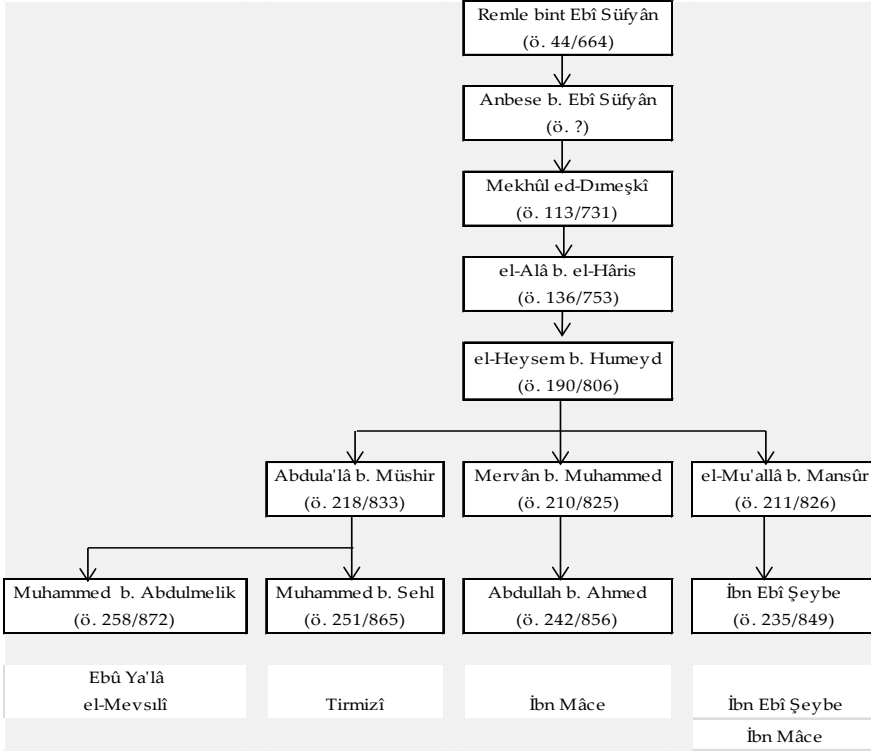 Remle bint Ebî Süfyân
(ö. 44/664)
Anbese b. Ebî Süfyân
(ö. ?)
Mekhûl ed-Dımeşkî
(ö. 113/731)
el-Alâ b. el-Hâris
(ö. 136/753)
el-Heysem b. Humeyd
(ö. 190/806)
Abdula'lâ b. Müshir
(ö. 218/833)
Mervân b. Muhammed
(ö. 210/825)
el-Mu'allâ b. Mansûr
(ö. 211/826)
Muhammed b. Abdulmelik
(ö. 258/872)
Muhammed b. Sehl
(ö. 251/865)
Abdullah b. Ahmed
(ö. 242/856)
İbn Ebî Şeybe
(ö. 235/849)
Ebû Ya'lâ
el-Mevsılî
Tirmizî
İbn Mâce
İbn Ebî Şeybe
İbn Mâce